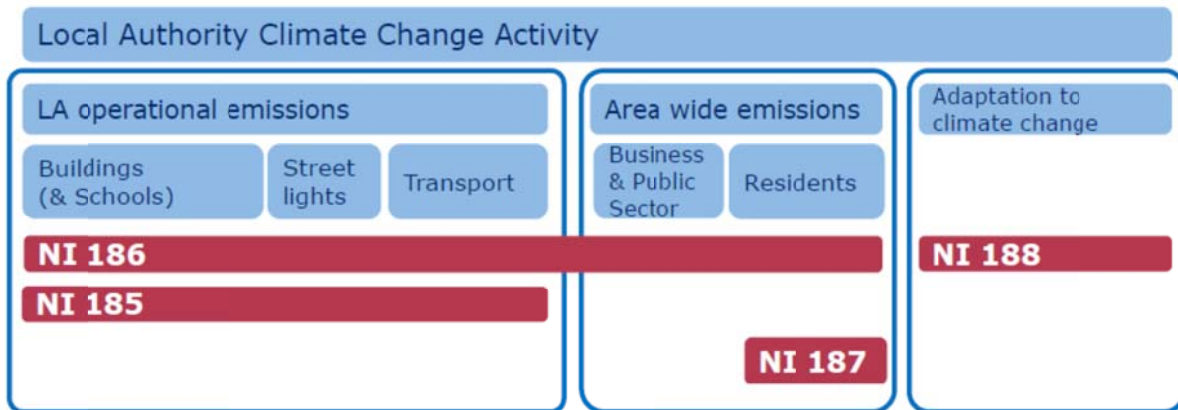 Local Authority Climate Change Activity
LA operational emissions
Buildings
(& Schools)
Street
lights
Transport
Area wide emissions
Business
& Public
Sector
Residents
Adaptation to
climate change
NI 186
NI 188
NI 185
NI 187